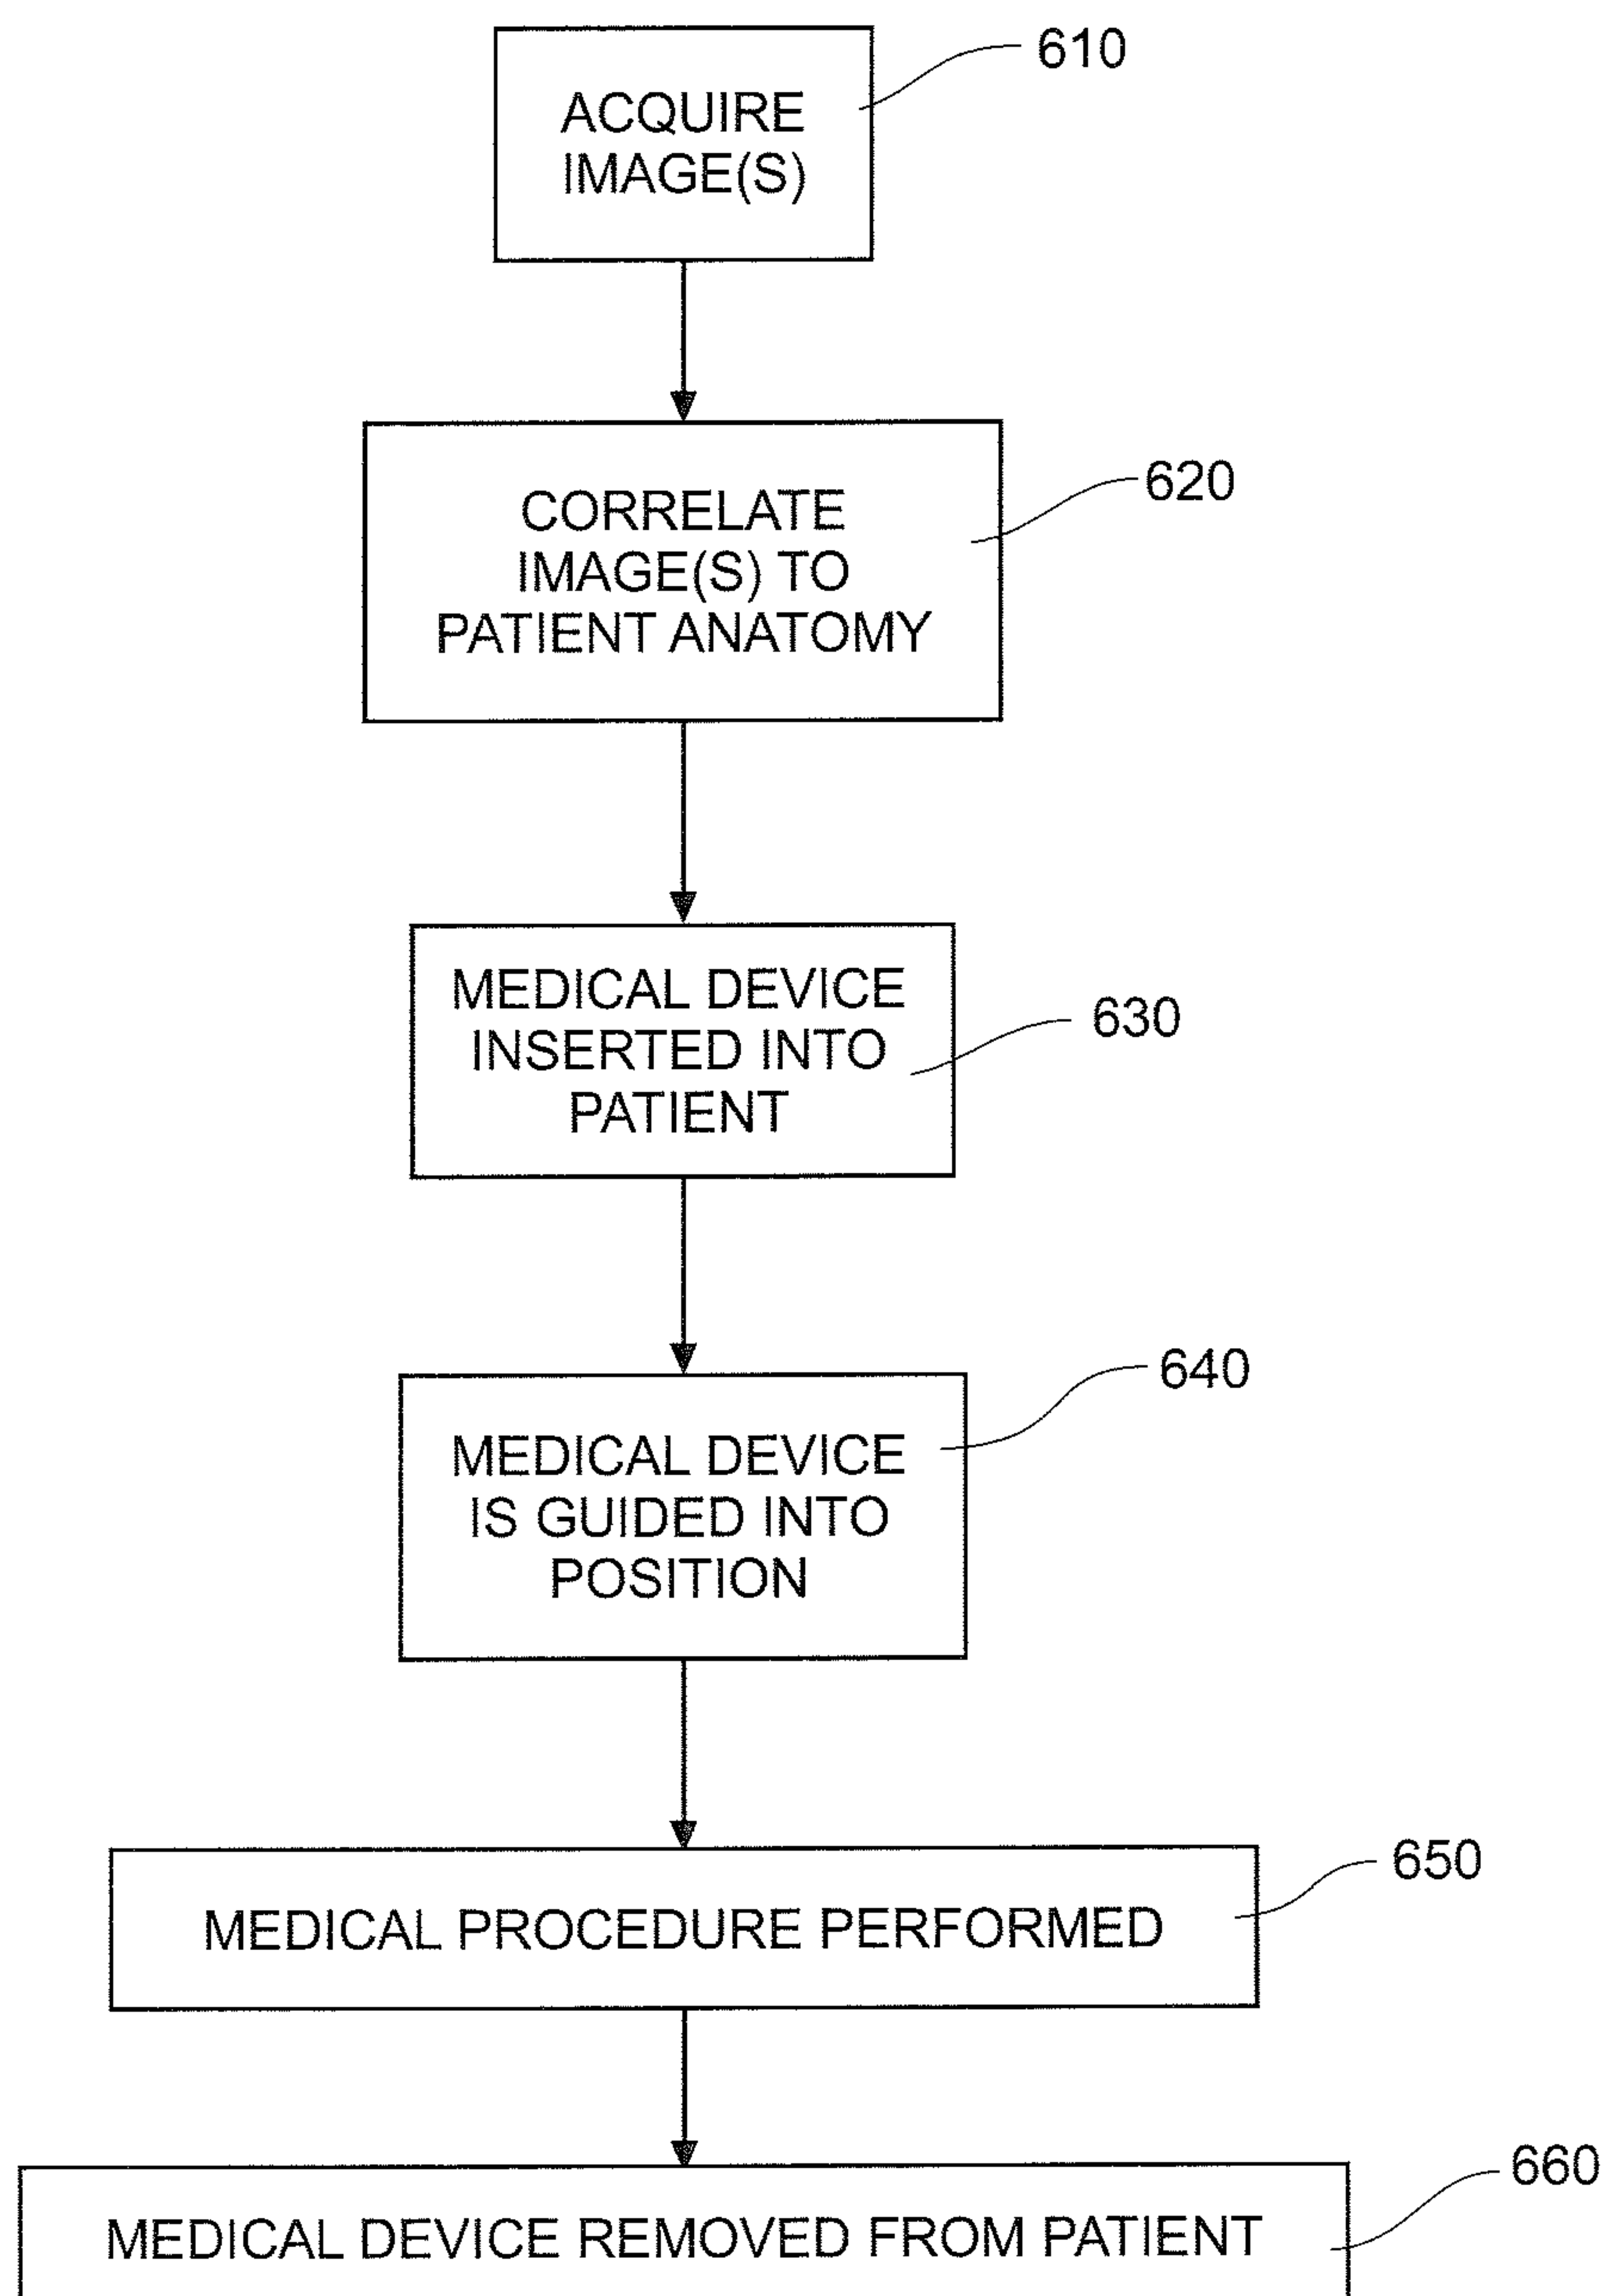 610
ACQUIRE
IMAGE(S)
620
CORRELATE
IMAGE(S) TO
PATIENT ANATOMY
630
MEDICAL DEVICE
INSERTED INTO
PATIENT
640
MEDICAL DEVICE
IS GUIDED INTO
POSITION
650
MEDICAL PROCEDURE PERFORMED
660
MEDICAL DEVICE REMOVED FROM PATIENT